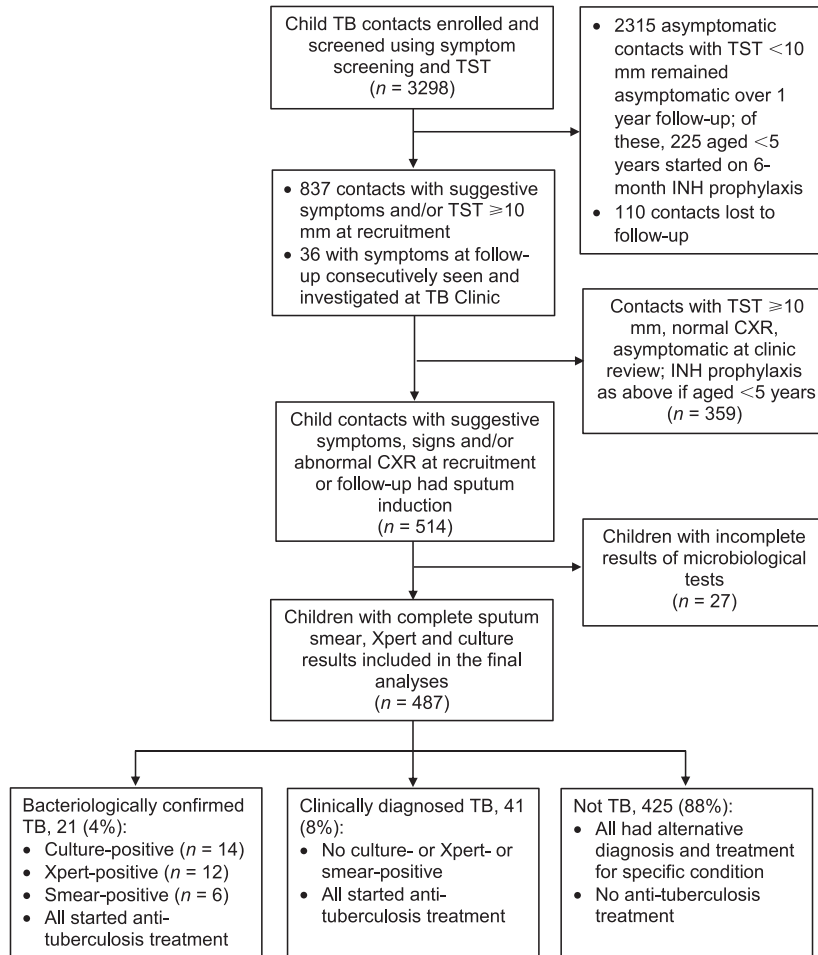 Child TB contacts enrolled and
screened using symptom
screening and TST
(n = 3298)
• 2315 asymptomatic
contacts with TST <10
mm remained
asymptomatic over 1
year follow-up; of
these, 225 aged <5
years started on 6-
month INH prophylaxis
• 110 contacts lost to
follow-up
• 837 contacts with suggestive
symptoms and/or TST ⩾10
mm at recruitment
• 36 with symptoms at follow-
up consecutively seen and
investigated at TB Clinic
Contacts with TST ⩾10
mm, normal CXR,
asymptomatic at clinic
review; INH prophylaxis
as above if aged <5 years
(n = 359)
Child contacts with suggestive
symptoms, signs and/or
abnormal CXR at recruitment
or follow-up had sputum
induction
(n = 514)
Children with incomplete
results of microbiological
tests
(n = 27)
Children with complete sputum
smear, Xpert and culture
results included in the final
analyses
(n = 487)
Bacteriologically confirmed
TB, 21 (4%):
• Culture-positive (n = 14)
• Xpert-positive (n = 12)
• Smear-positive (n = 6)
• All started anti-
tuberculosis treatment
Clinically diagnosed TB, 41
(8%):
• No culture- or Xpert- or
smear-positive
• All started anti-
tuberculosis treatment
Not TB, 425 (88%):
• All had alternative
diagnosis and treatment
for specific condition
• No anti-tuberculosis
treatment